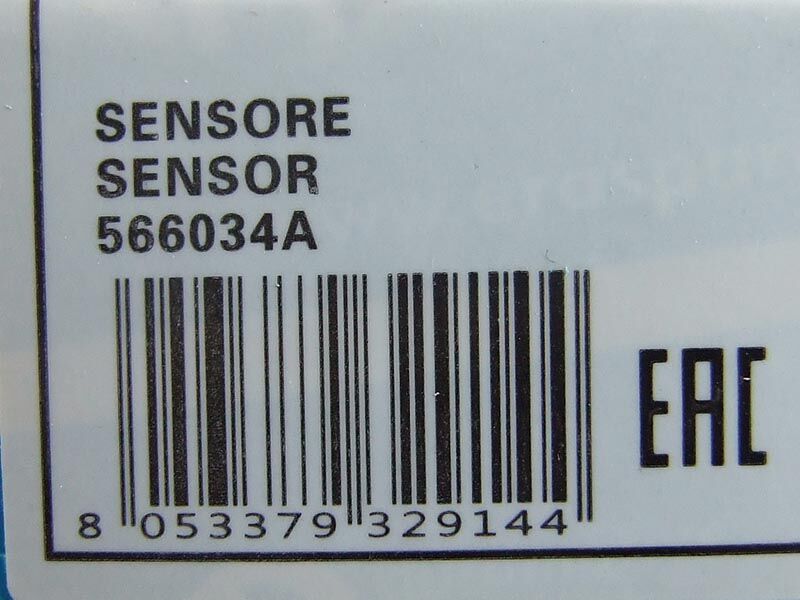 SENSORE
SENSOR
566034A
EAC
8 053379 329144